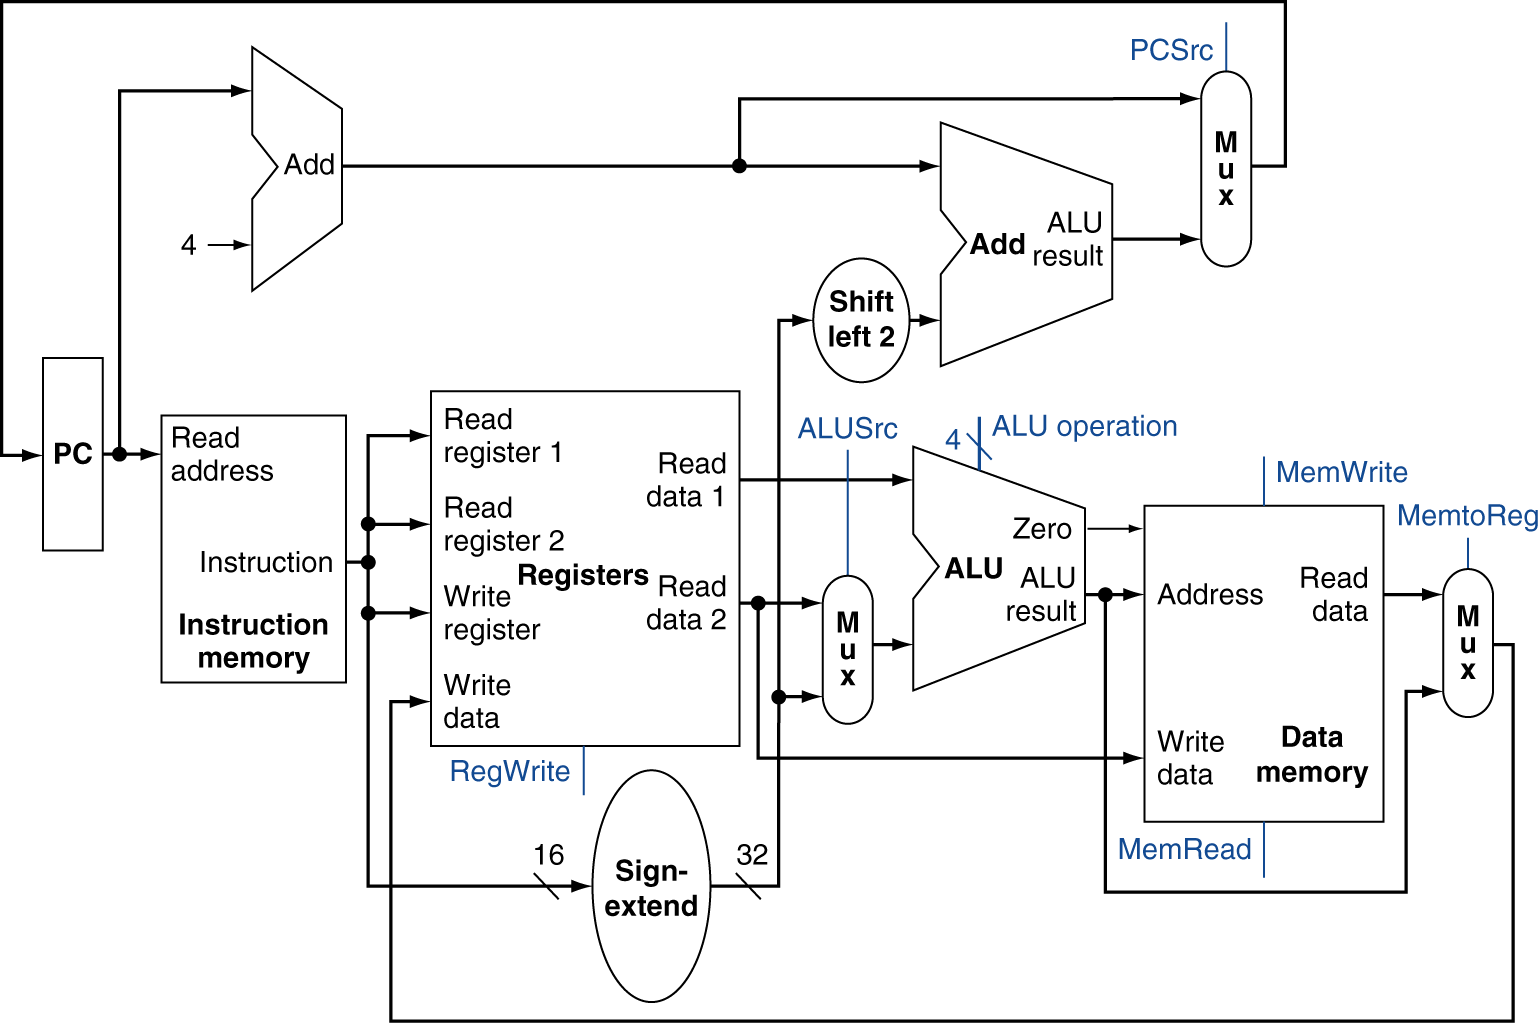 PCSrc
Add
4
M
u
x
Add
ALU
result
Shift
left 2
PC
Read
address
Instruction
Instruction
memory
Read
register 1
Read
register 2
Write
register
Write
data
Registers
Read
data 1
Read
data 2
RegWrite
16
Sign-
extend
32
ALUSrc
M
u
x
4
ALU operation
Zero
ALU
ALU
result
MemWrite
Address
Read
data
Write
data
Data
memory
MemRead
MemtoReg
M
u
x